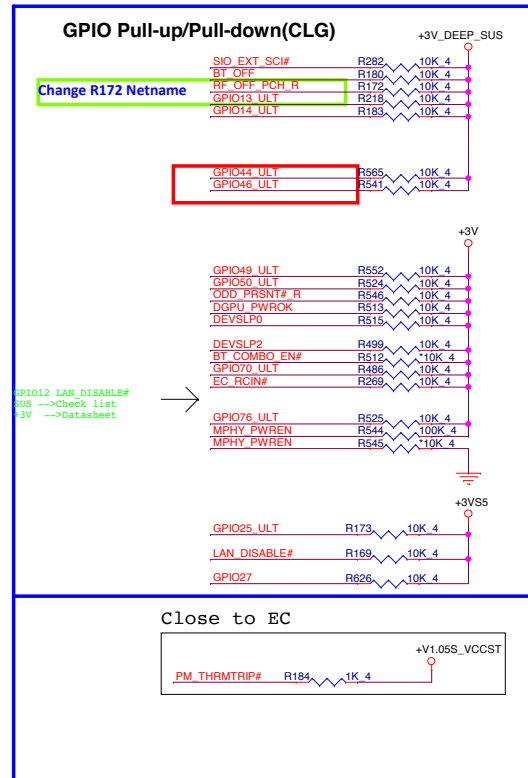 GPIO Pull-up/Pull-down(CLG)
+3V_DEEP_SUS
SIO_EXT_SCI# R282 10K_4
BT_OFF R180 10K_4
Change R172 Netname RF_OFF_PCH_R R172 10K_4
GPIO13_ULT R218 10K_4
GPIO14_ULT R183 10K_4
GPIO44_ULT R565 10K_4
GPIO46_ULT R541 10K_4
+3V
GPIO49_ULT R552 10K_4
GPIO50_ULT R524 10K_4
ODD_PRSNT#_R R546 10K_4
DGPU_PWROK R513 10K_4
DEVSLP0 R515 10K_4
DEVSLP2 R499 10K_4
BT_COMBO_EN# R512 *10K_4
GPIO70_ULT R486 10K_4
EC_RCIN# R269 10K_4
GPIO12 LAN_DISABLE#
SUS -->Check list
+3V -->Datasheet
GPIO76_ULT R525 10K_4
MPHY_PWREN R544 100K_4
MPHY_PWREN R545 *10K_4
+3VS5
GPIO25_ULT R173 10K_4
LAN_DISABLE# R169 10K_4
GPIO27 R626 10K_4
Close to EC
+V1.05S_VCCST
PM_THRMTRIP# R184 1K_4